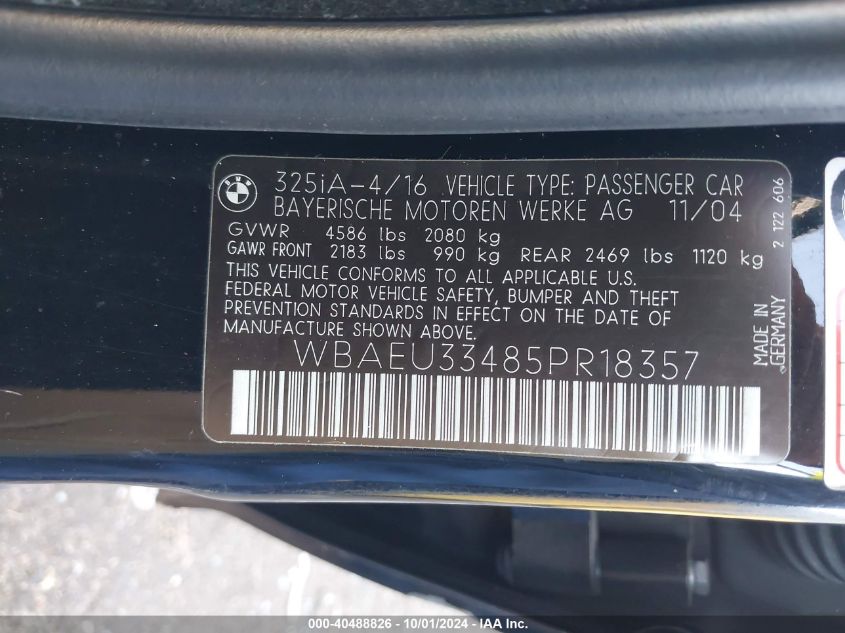 325iA-4/16 VEHICLE TYPE: PASSENGER CAR
BAYERISCHE MOTOREN WERKE AG 11/04
GVWR 4586 lbs 2080 kg
GAWR FRONT 2183 lbs 990 kg REAR 2469 lbs 1120 kg
THIS VEHICLE CONFORMS TO ALL APPLICABLE U.S.
FEDERAL MOTOR VEHICLE SAFETY, BUMPER AND THEFT
PREVENTION STANDARDS IN EFFECT ON THE DATE OF
MANUFACTURE SHOWN ABOVE.
WBAEU33485PR18357
2 122 606
MADE IN
GERMANY
000-40488826 - 10/01/2024 - IAA Inc.